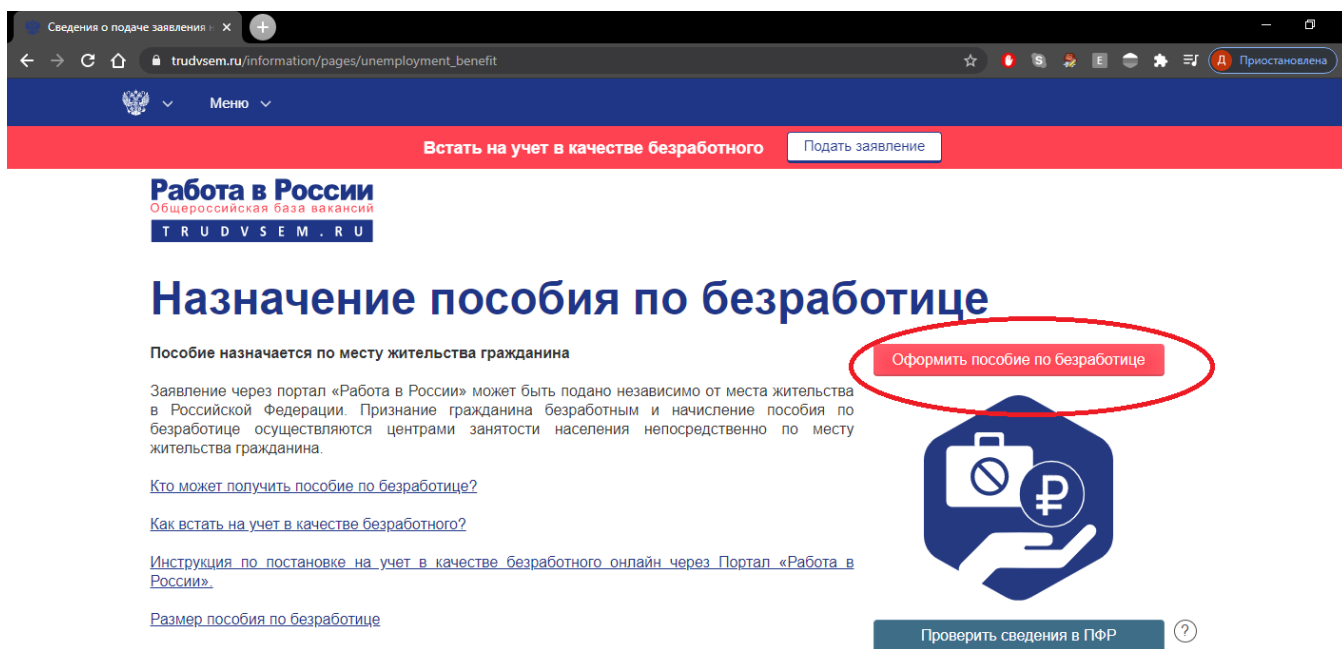 Сведения о подаче заявления н
trudvsem.ru/information/pages/unemployment_benefit
S
E
Д
Приостановлена
Меню
Встать на учет в качестве безработного
Подать заявление
Работа в России
Общероссийская база вакансий
TRUDVSEM.RU
Назначение пособия по безработице
Пособие назначается по месту жительства гражданина
Оформить пособие по безработице
Заявление через портал «Работа в России» может быть подано независимо от места жительства
в Российской Федерации. Признание гражданина безработным и начисление пособия по
безработице осуществляются центрами занятости населения непосредственно по месту
жительства гражданина.
Кто может получить пособие по безработице?
Как встать на учет в качестве безработного?
Инструкция по постановке на учет в качестве безработного онлайн через Портал «Работа в
России».
Размер пособия по безработице
₽
Проверить сведения в ПФР
?